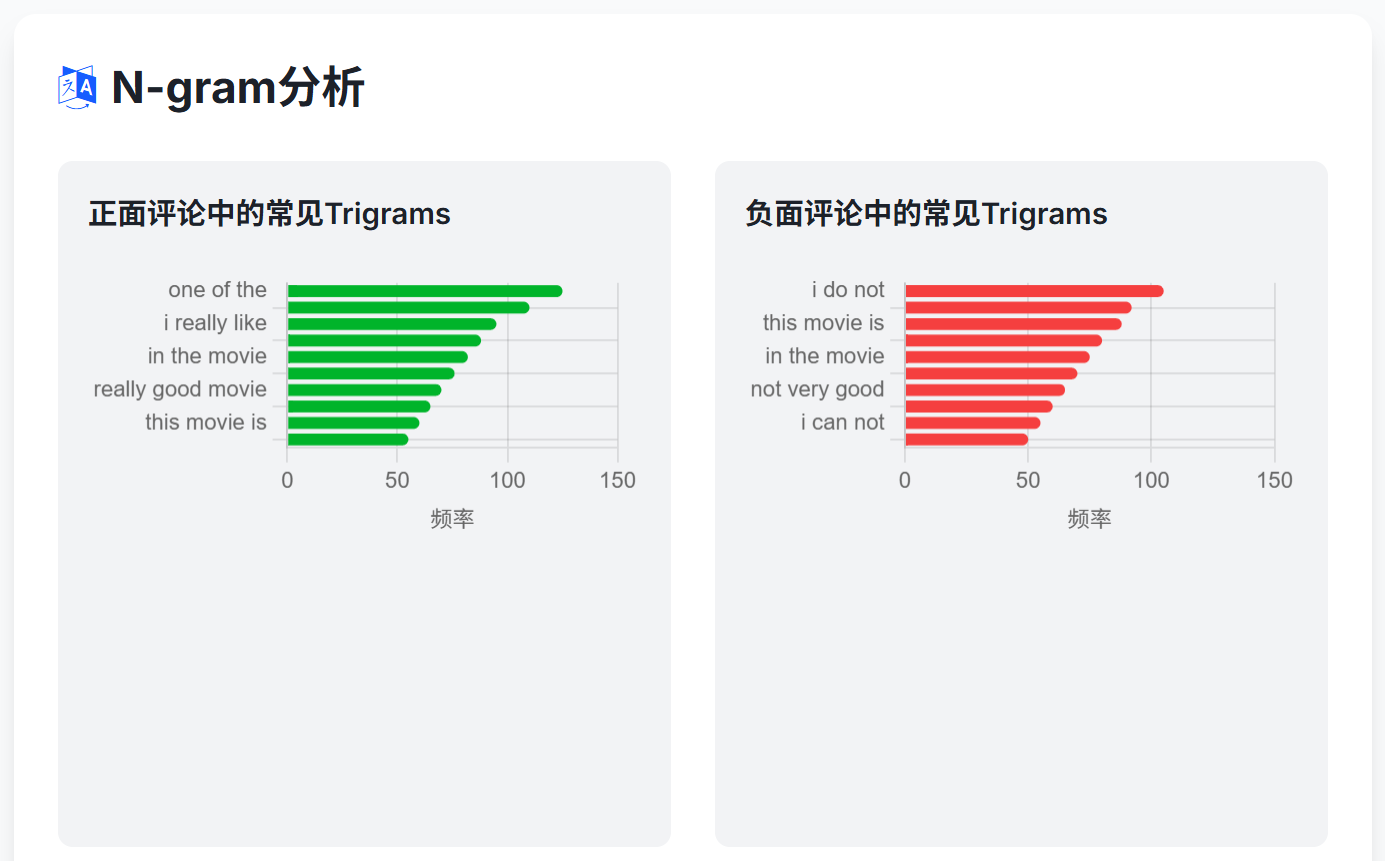 N-gram分析
正面评论中的常见Trigrams
one of the
i really like
in the movie
really good movie
this movie is
0 50 100 150
频率
负面评论中的常见Trigrams
i do not
this movie is
in the movie
not very good
i can not
0 50 100 150
频率